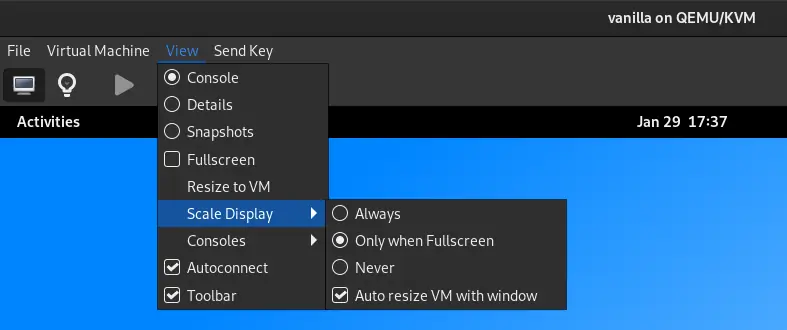 vanilla on QEMU/KVM
File Virtual Machine View Send Key
Console
Details
Snapshots
Fullscreen
Resize to VM
Scale Display
Consoles
Autoconnect
Toolbar
Always
Only when Fullscreen
Never
Auto resize VM with window
Activities Jan 29 17:37